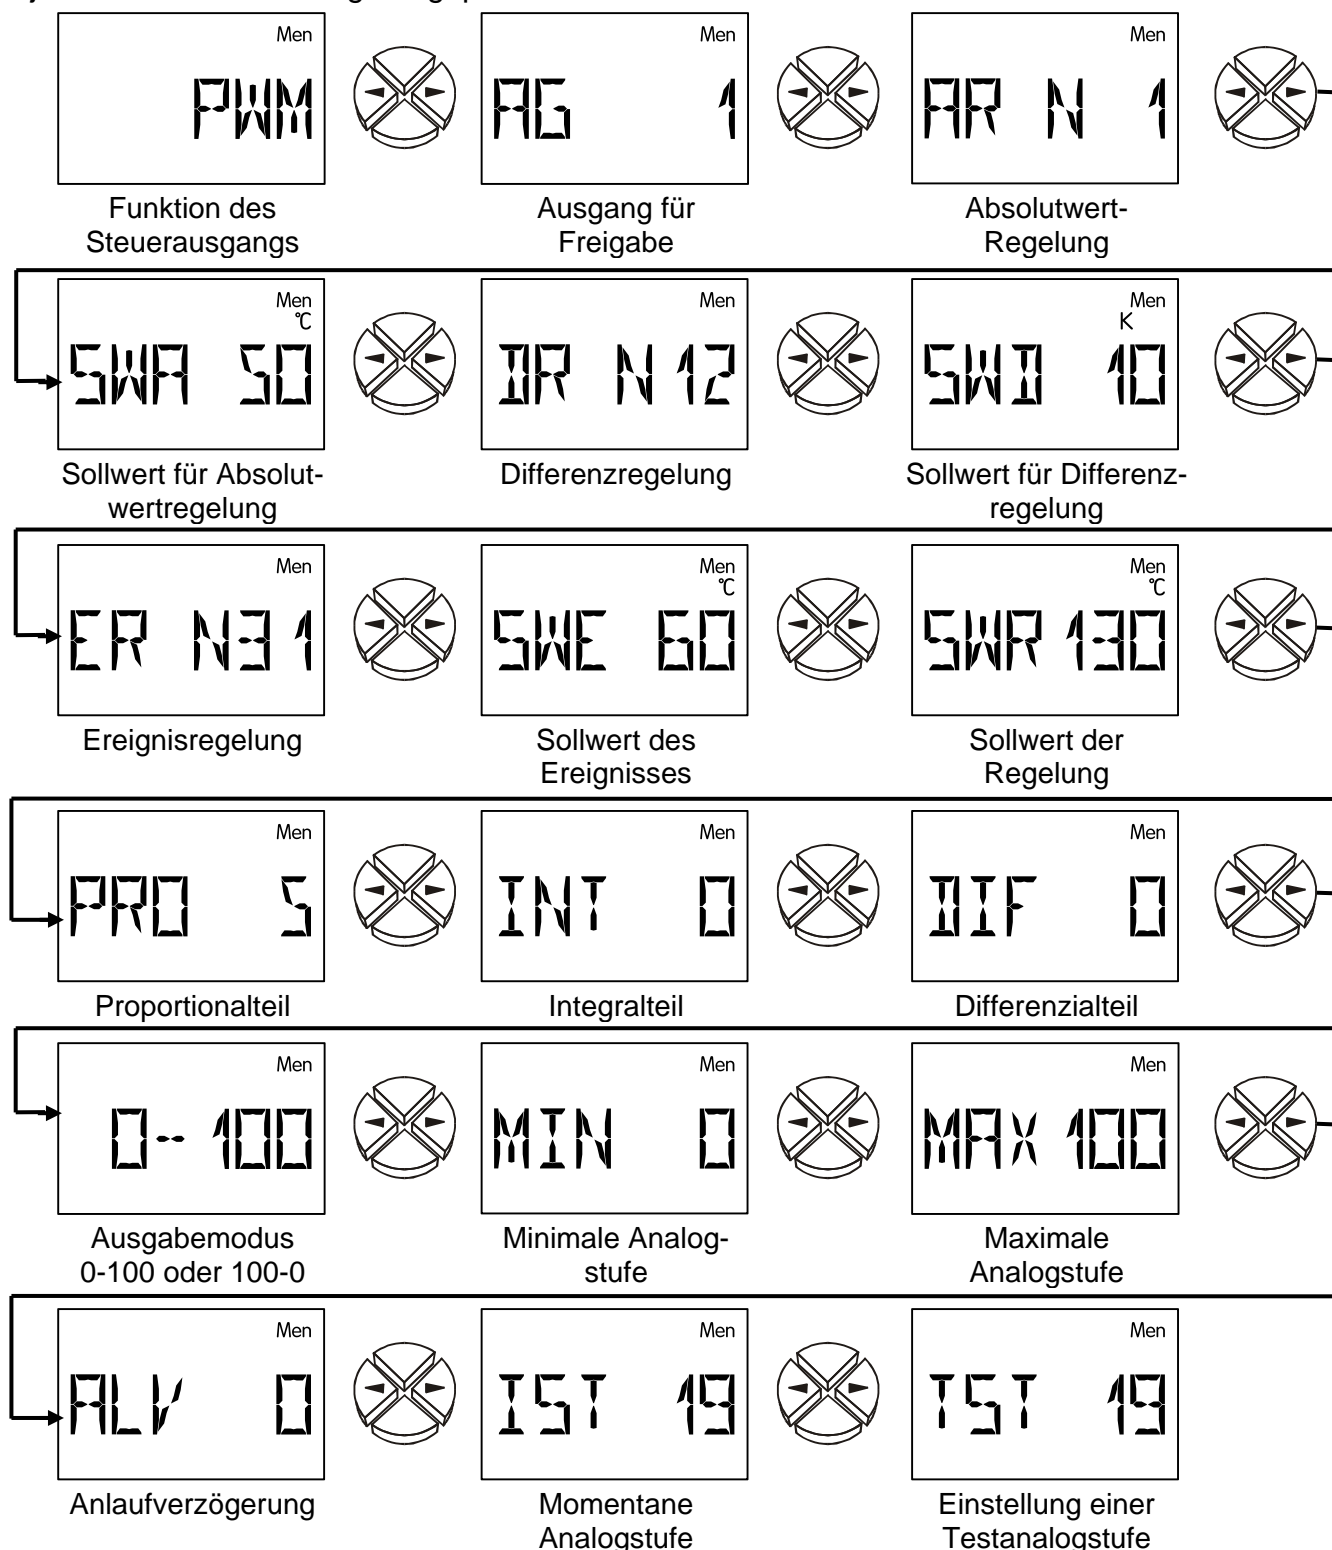 Men Men Men
PWM AG 1 AR N 1
Funktion des Ausgang für Absolutwert-
Steuerausgangs Freigabe Regelung
Men Men Men
°C K
SWA 50 DR N12 SWD 10
Sollwert für Absolut- Differenzregelung Sollwert für Differenz-
wertregelung regelung
Men Men Men
°C °C
ER N31 SWE 60 SWR 130
Ereignisregelung Sollwert des Sollwert der
Ereignisses Regelung
Men Men Men
PRO 5 INT 0 DIF 0
Proportionalteil Integralteil Differenzialteil
Men Men Men
0-100 MIN 0 MAX 100
Ausgabemodus Minimale Analog- Maximale
0-100 oder 100-0 stufe Analogstufe
Men Men Men
ALV 0 IST 19 TST 19
Anlaufverzögerung Momentane Einstellung einer
Analogstufe Testanalogstufe